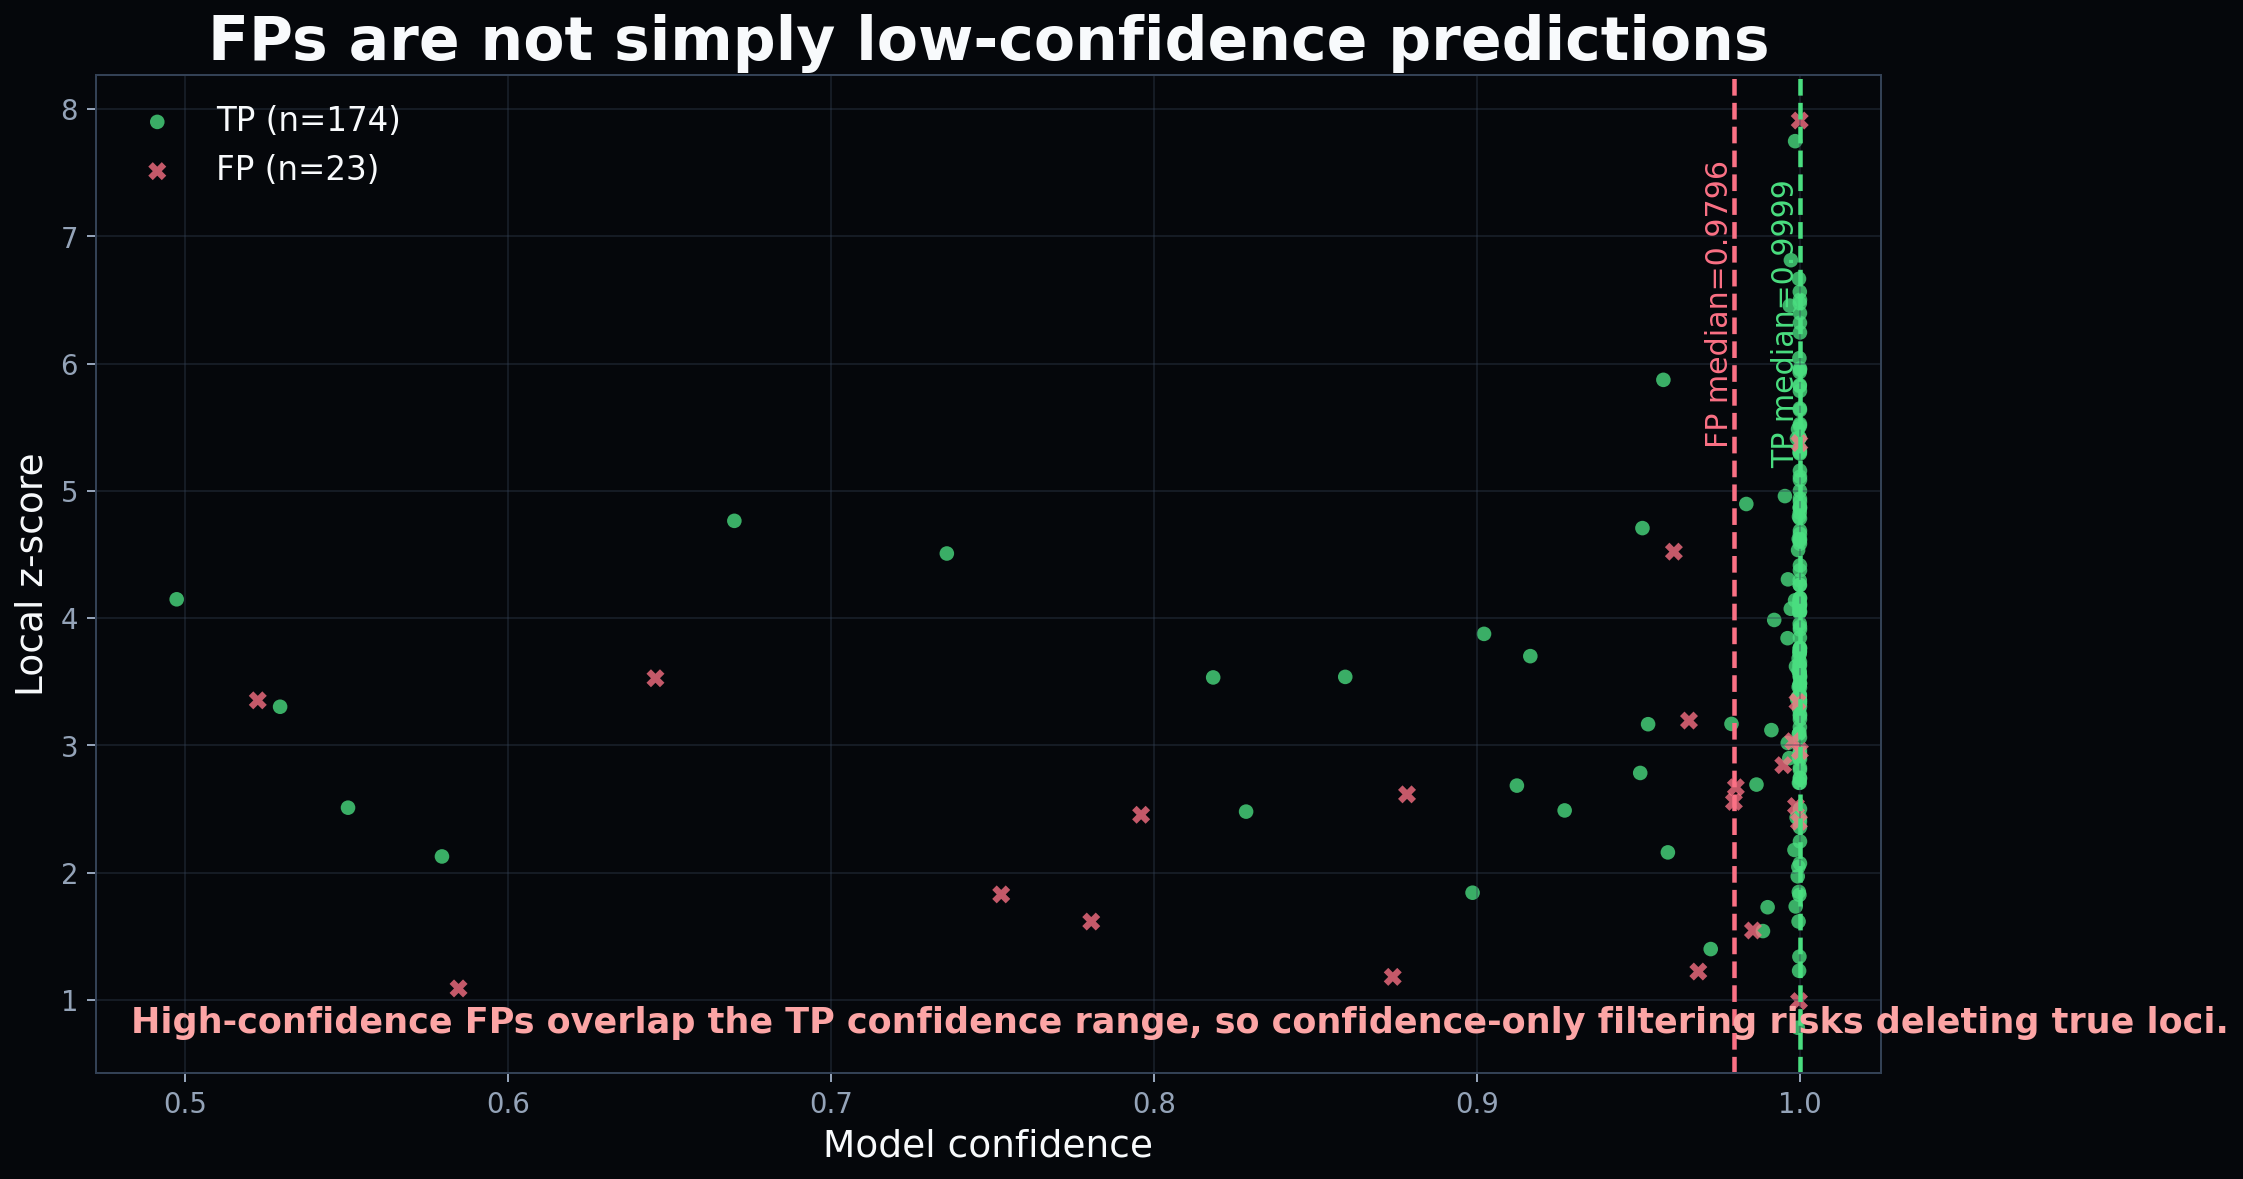 FPs are not simply low-confidence predictions
TP (n=174)
FP (n=23)
FP median=0.9796
TP median=0.9999
Local z-score
8
7
6
5
4
3
2
1
High-confidence FPs overlap the TP confidence range, so confidence-only filtering risks deleting true loci.
0.5 0.6 0.7 0.8 0.9 1.0
Model confidence